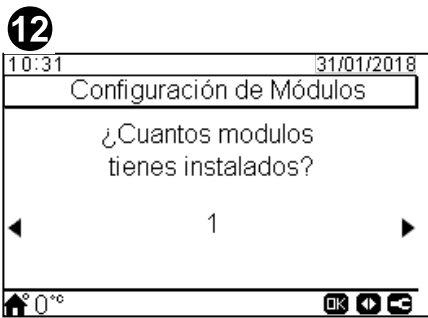 12
10:31 31/01/2018
Configuración de Módulos
¿Cuantos modulos
tienes instalados?
1
0°c
OK